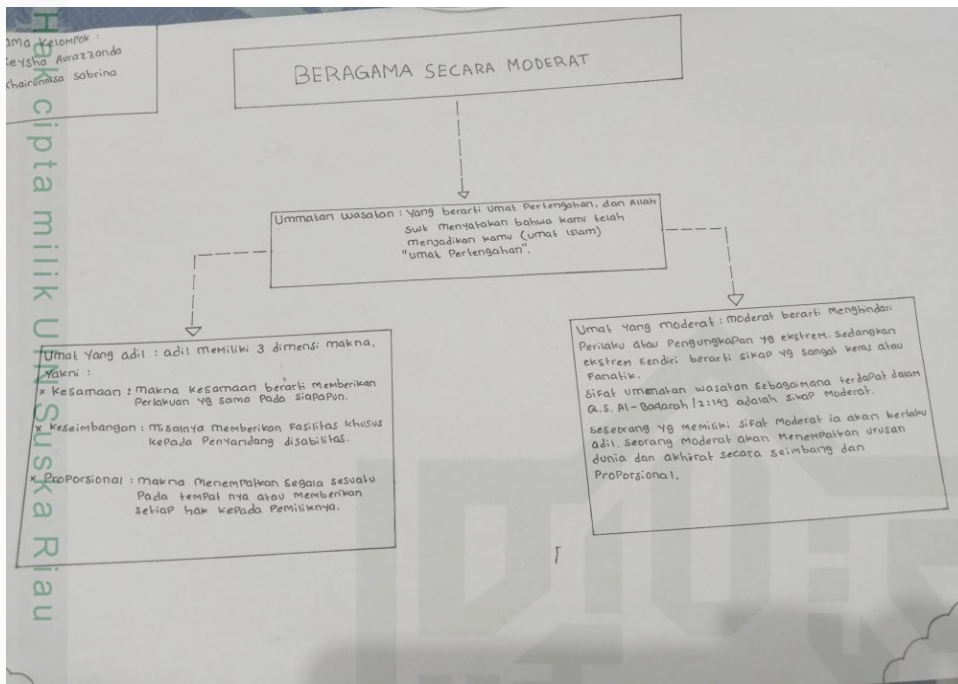 ama Kelompok :
eysha Aurazzanda
Khairannisa Sabrina
BERAGAMA SECARA MODERAT
Ummatan wasatan : Yang berarti Umat Pertengahan, dan Allah
swt menyatakan bahwa kami telah
menjadikan kamu (umat Islam)
"umat Pertengahan".
Umat Yang adil : adil memiliki 3 dimensi makna,
Yakni :
* Kesamaan : makna kesamaan berarti memberikan
Perlakuan yg sama pada siapapun.
* Keseimbangan : misalnya memberikan Fasilitas khusus
kepada Penyandang disabilitas.
* Proporsional : makna menempatkan segala sesuatu
Pada tempat nya atau memberikan
setiap hak kepada Pemiliknya.
Umat Yang moderat : moderat berarti Menghindari
Perilaku atau Pengungkapan yg ekstrem. Sedangkan
ekstrem sendiri berarti sikap yg sangat keras atau
Fanatik.
Sifat umenatan wasatan sebagaimana terdapat dalam
Q.S. Al-Baqarah /2:143 adalah sikap Moderat.
seseorang yg memiliki sifat Moderat ia akan berlaku
adil. seorang Moderat akan Menempatkan urusan
dunia dan akhirat secara seimbang dan
Proporsional.
Hak cipta milik UIN Suska Riau